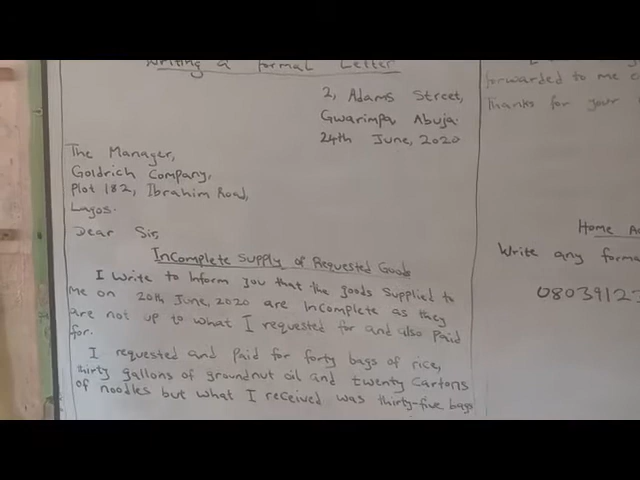 Writing a formal Letter
2, Adams Street,
Gwarimpa, Abuja.
24th June, 2020
The Manager,
Goldrich Company,
Plot 182, Ibrahim Road,
Lagos.
Dear Sir,
Incomplete Supply of Requested Goods
I write to inform you that the goods supplied to
me on 20th June, 2020 are incomplete as they
are not up to what I requested for and also paid
for.
I requested and paid for forty bags of rice,
thirty gallons of groundnut oil and twenty cartons
of noodles but what I received was thirty-five bags
forwarded to me
Thanks for your
Home
Write any forma
0803912